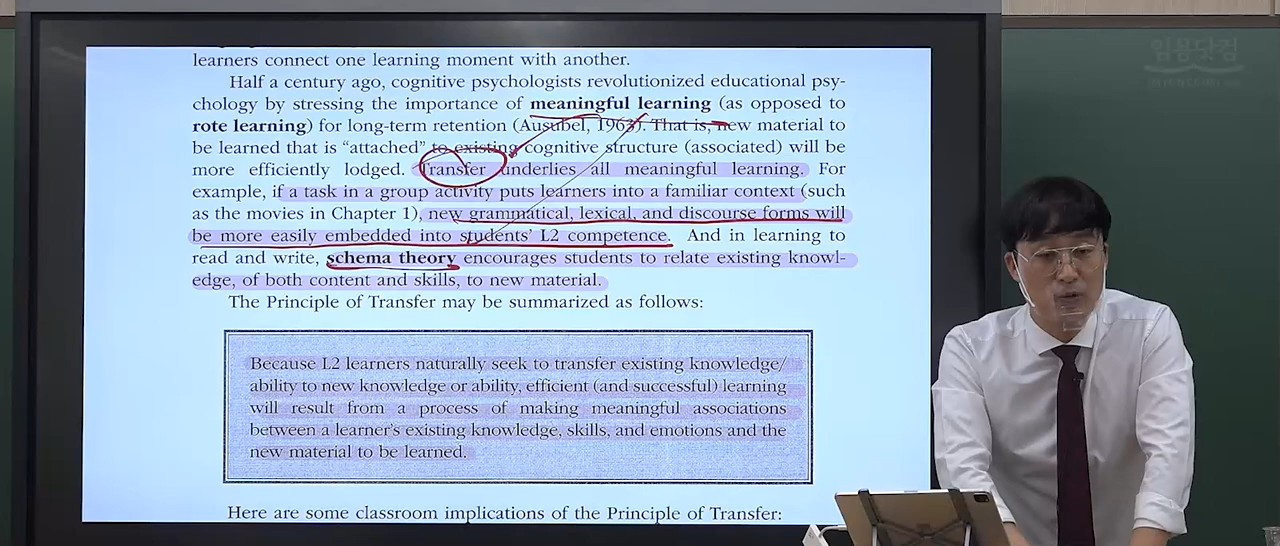 learners connect one learning moment with another.
Half a century ago, cognitive psychologists revolutionized educational psy-
chology by stressing the importance of meaningful learning (as opposed to
rote learning) for long-term retention (Ausubel, 1963). That is, new material to
be learned that is “attached” to existing cognitive structure (associated) will be
more efficiently lodged. Transfer underlies all meaningful learning. For
example, if a task in a group activity puts learners into a familiar context (such
as the movies in Chapter 1), new grammatical, lexical, and discourse forms will
be more easily embedded into students’ L2 competence. And in learning to
read and write, schema theory encourages students to relate existing knowl-
edge, of both content and skills, to new material.
The Principle of Transfer may be summarized as follows:
Because L2 learners naturally seek to transfer existing knowledge/
ability to new knowledge or ability, efficient (and successful) learning
will result from a process of making meaningful associations
between a learner’s existing knowledge, skills, and emotions and the
new material to be learned.
Here are some classroom implications of the Principle of Transfer:
임용닷컴